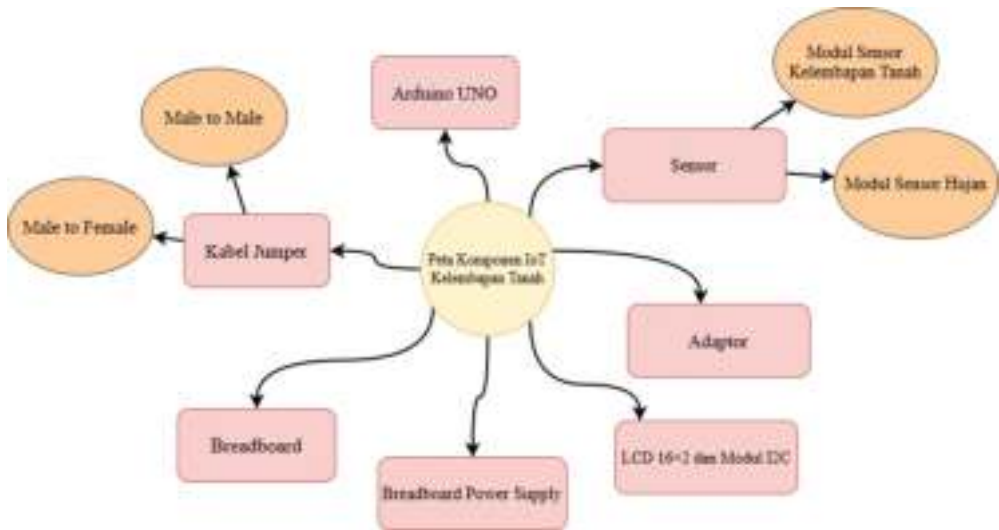 Modul Sensor
Kelembapan Tanah
Arduino UNO
Male to Male
Sensor
Modul Sensor Hujan
Male to Female
Kabel Jumper
Peta Komponen IoT
Kelembapan Tanah
Adaptor
Breadboard
LCD 16×2 dan Modul I2C
Breadboard Power Supply